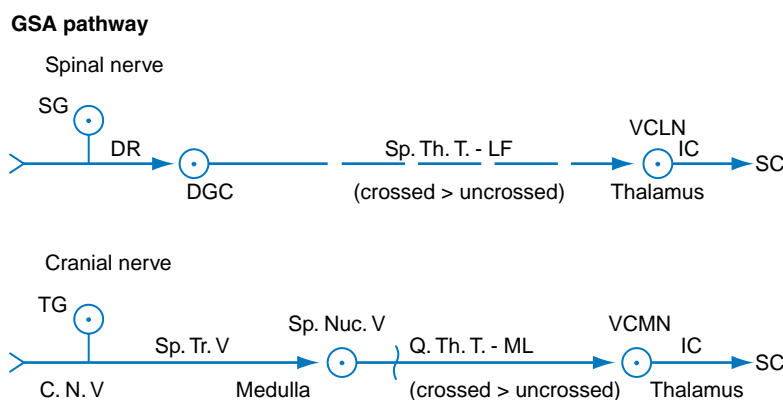 GSA pathway
Spinal nerve
SG
VCLN
DR
Sp. Th. T. - LF
IC
SC
DGC
(crossed > uncrossed)
Thalamus
Cranial nerve
TG
Sp. Nuc. V
VCMN
Sp. Tr. V
Q. Th. T. - ML
IC
SC
C. N. V
Medulla
(crossed > uncrossed)
Thalamus